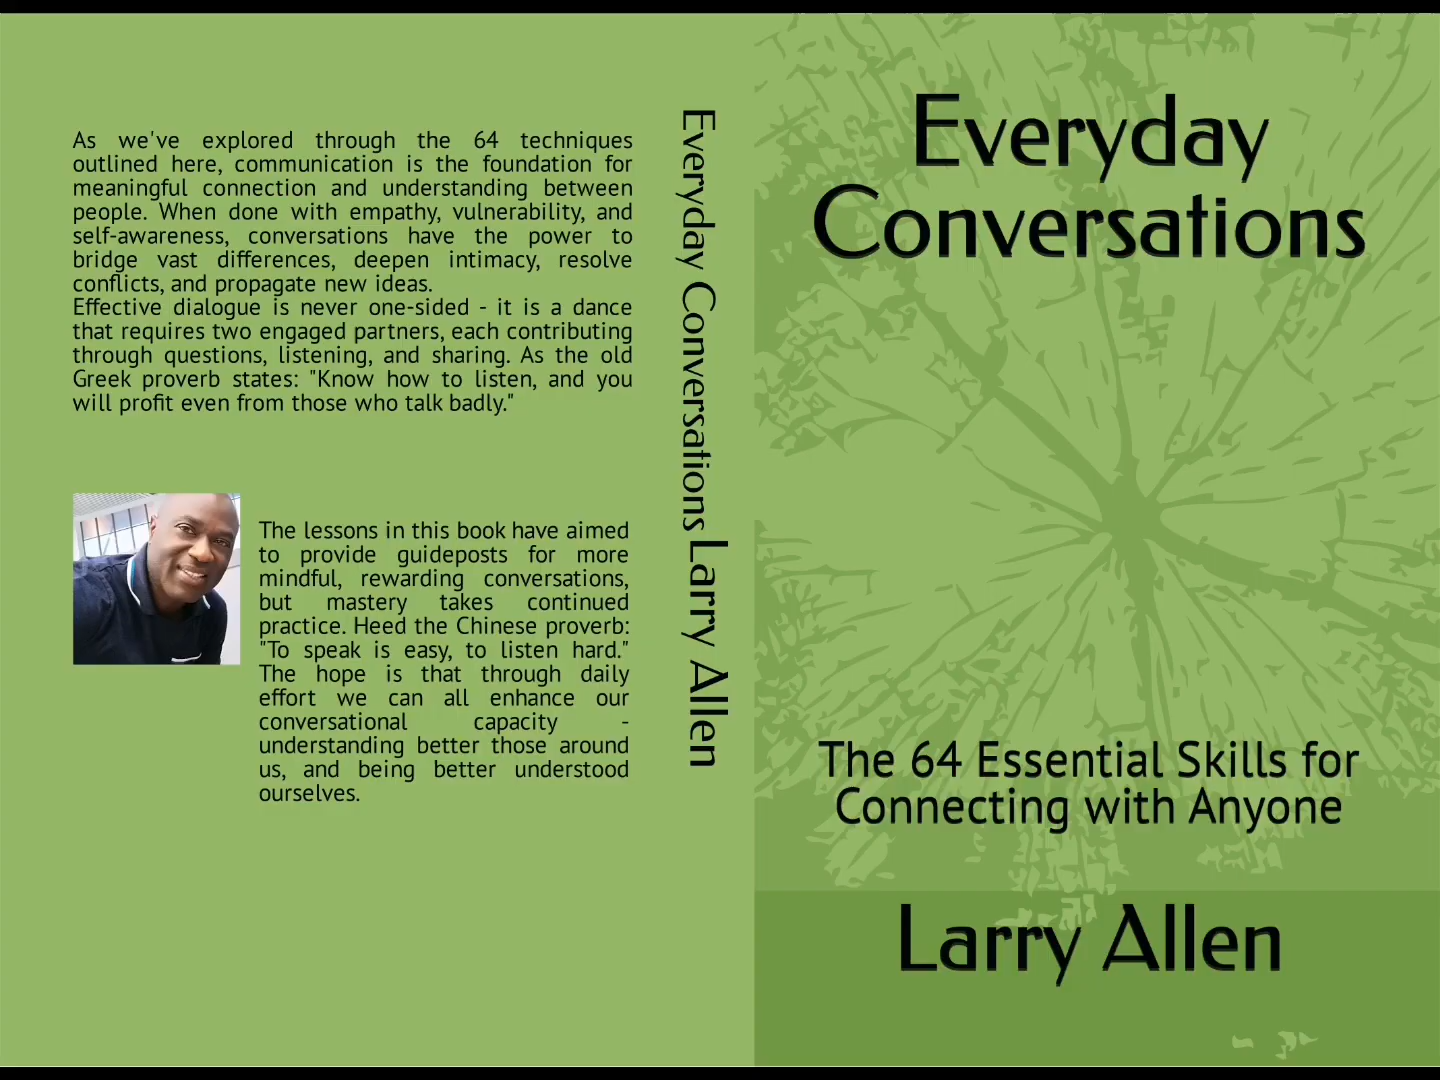 As we've explored through the 64 techniques
outlined here, communication is the foundation for
meaningful connection and understanding between
people. When done with empathy, vulnerability, and
self-awareness, conversations have the power to
bridge vast differences, deepen intimacy, resolve
conflicts, and propagate new ideas.
Effective dialogue is never one-sided - it is a dance
that requires two engaged partners, each contributing
through questions, listening, and sharing. As the old
Greek proverb states: "Know how to listen, and you
will profit even from those who talk badly."
The lessons in this book have aimed
to provide guideposts for more
mindful, rewarding conversations,
but mastery takes continued
practice. Heed the Chinese proverb:
"To speak is easy, to listen hard."
The hope is that through daily
effort we can all enhance our
conversational capacity -
understanding better those around
us, and being better understood
ourselves.
Everyday Conversations Larry Allen
Everyday
Conversations
The 64 Essential Skills for
Connecting with Anyone
Larry Allen